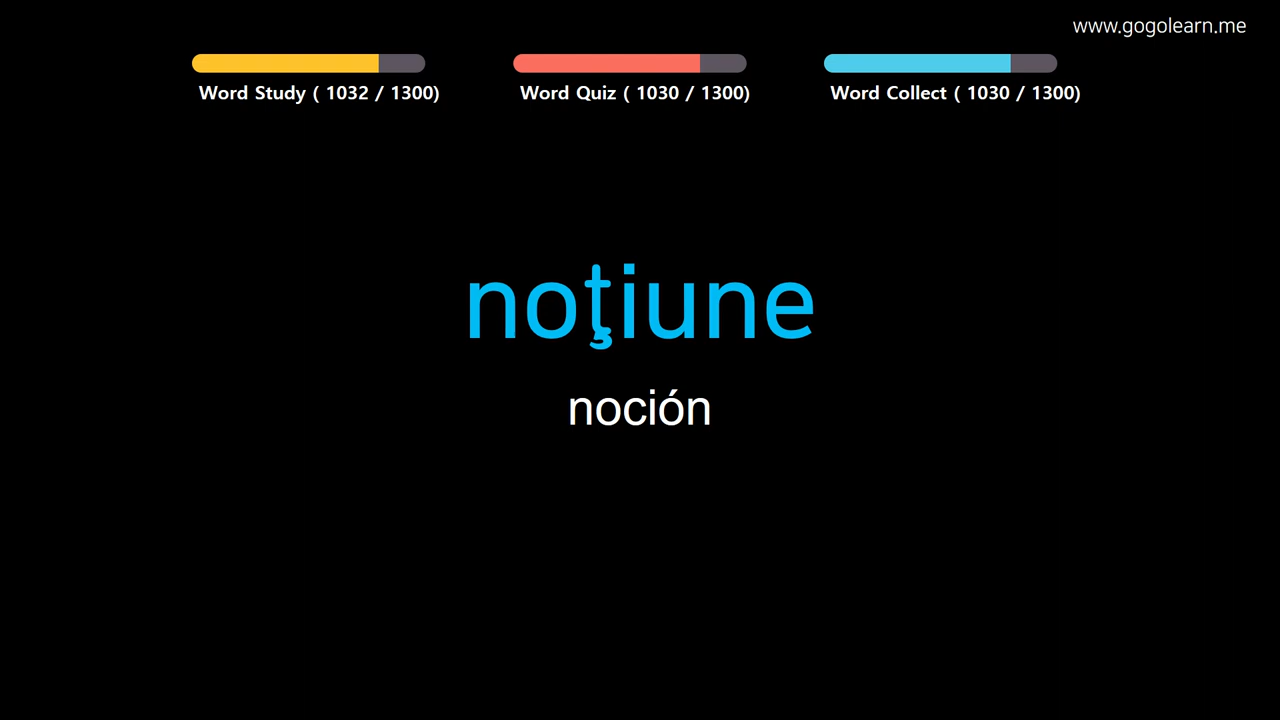 www.gogolearn.me
Word Study ( 1032 / 1300)
Word Quiz ( 1030 / 1300)
Word Collect ( 1030 / 1300)
noţiune
noción